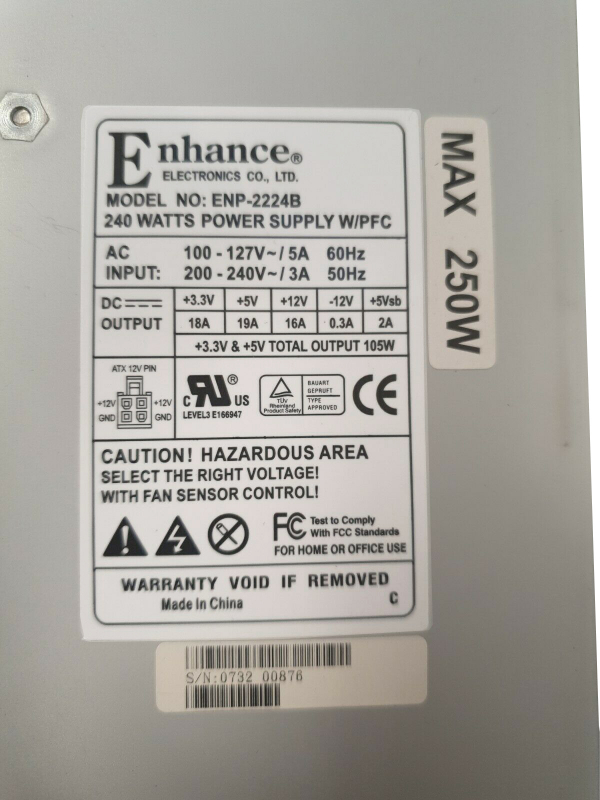 Enhance®
ELECTRONICS CO., LTD.
MODEL NO: ENP-2224B
240 WATTS POWER SUPPLY W/PFC
AC 100 - 127V~/ 5A 60Hz
INPUT: 200 - 240V~/ 3A 50Hz
DC +3.3V +5V +12V -12V +5Vsb
OUTPUT 18A 19A 16A 0.3A 2A
+3.3V & +5V TOTAL OUTPUT 105W
ATX 12V PIN
+12V +12V
GND GND
C UR® US
LEVEL3 E166947
TÜV
Rheinland
Product Safety
BAUART
GEPRUFT
TYPE
APPROVED
CE
CAUTION! HAZARDOUS AREA
SELECT THE RIGHT VOLTAGE!
WITH FAN SENSOR CONTROL!
FC Test to Comply
With FCC Standards
FOR HOME OR OFFICE USE
WARRANTY VOID IF REMOVED
Made In China C
MAX 250W
S/N:0732 00876